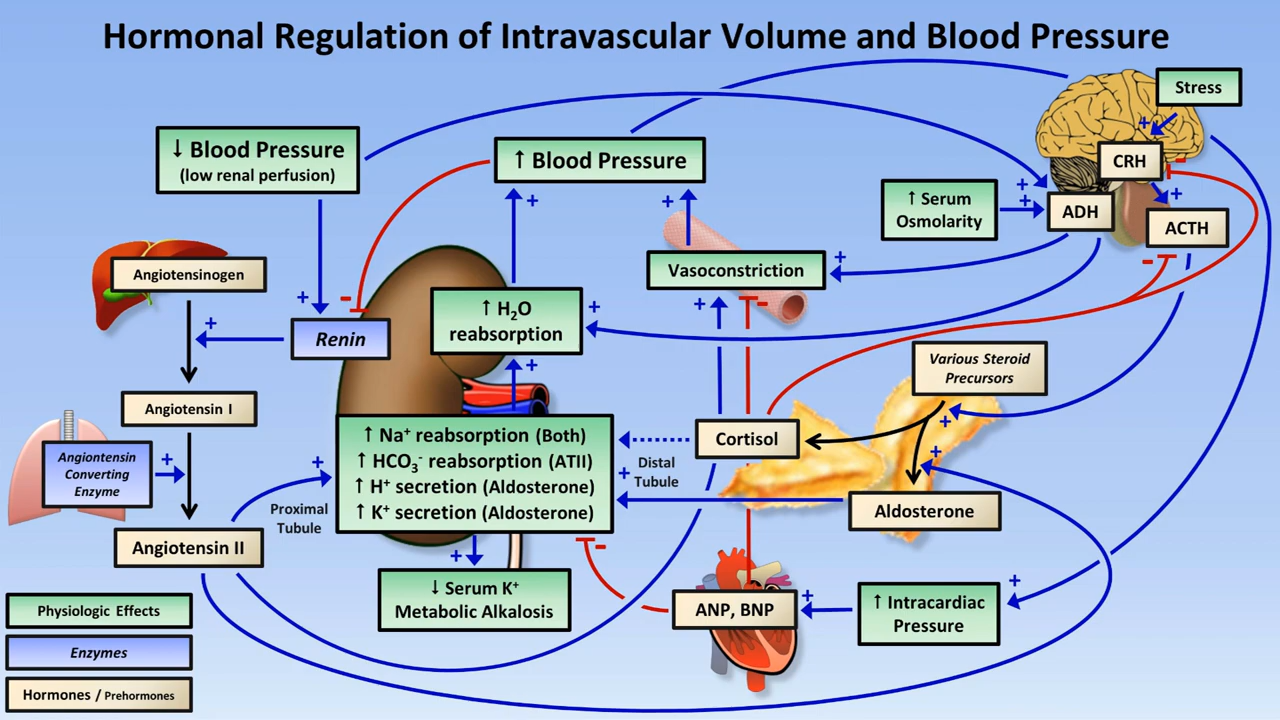 Hormonal Regulation of Intravascular Volume and Blood Pressure
Stress
↓ Blood Pressure
(low renal perfusion)
↑ Blood Pressure
CRH
+
-
+
+
+
↑ Serum
Osmolarity
ADH
ACTH
+
+
-
Angiotensinogen
Vasoconstriction
+
+
-
+
-
+
↑ H₂O
reabsorption
+
Renin
+
Various Steroid
Precursors
Angiotensin I
+
↑ Na⁺ reabsorption (Both)
↑ HCO₃⁻ reabsorption (ATII)
↑ H⁺ secretion (Aldosterone)
↑ K⁺ secretion (Aldosterone)
Cortisol
+
Angiontensin
Converting
Enzyme
+
+
+
Distal
Tubule
Proximal
Tubule
Aldosterone
Angiotensin II
+
-
↓ Serum K⁺
Metabolic Alkalosis
ANP, BNP
+
↑ Intracardiac
Pressure
+
Physiologic Effects
Enzymes
Hormones / Prehormones